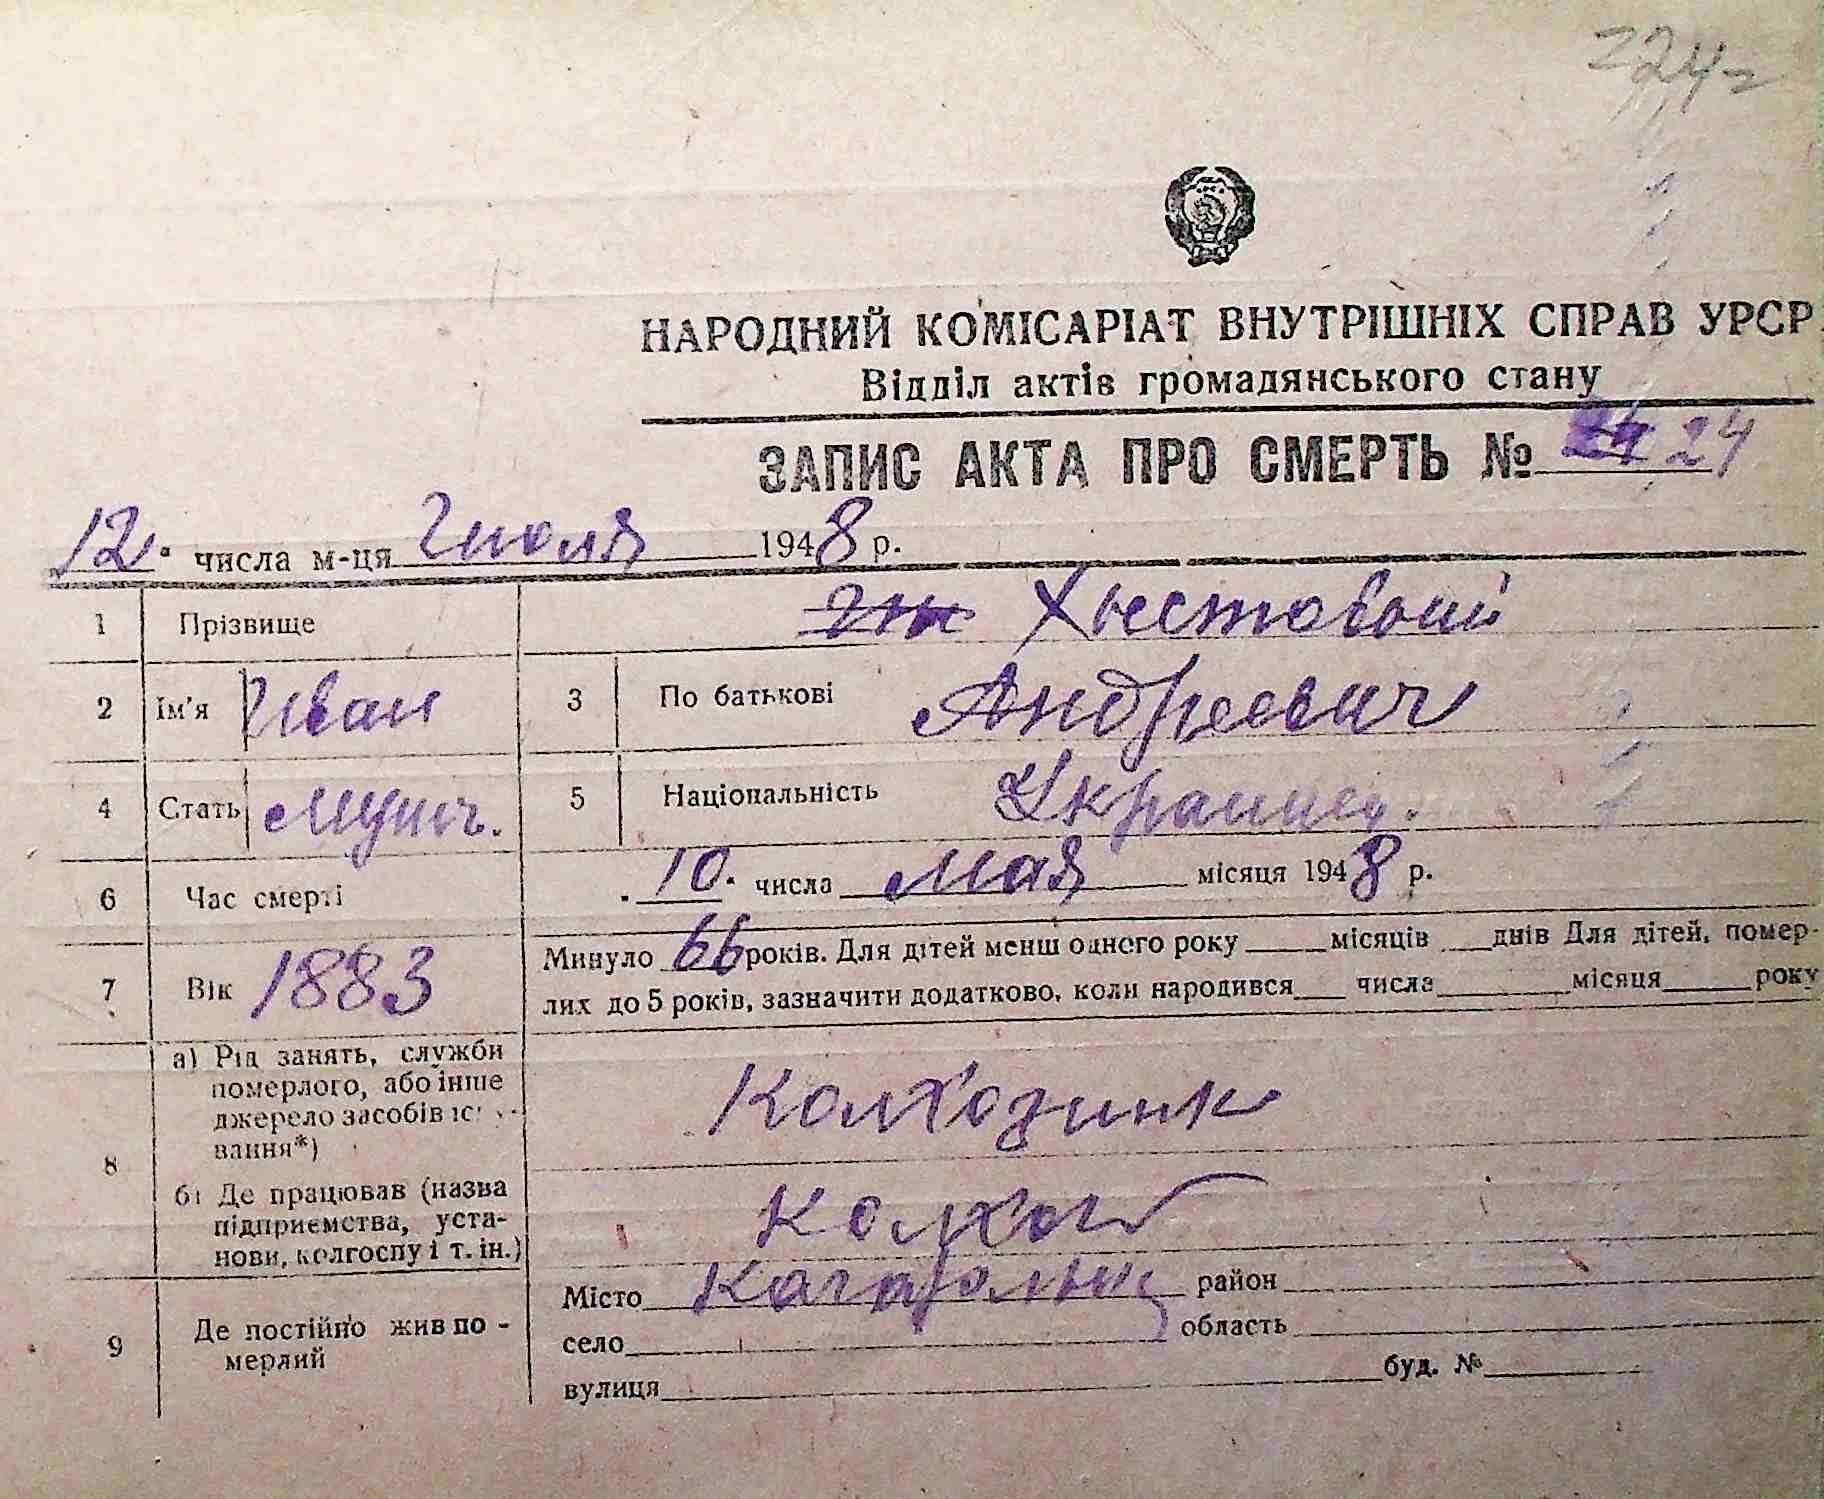 224
НАРОДНИЙ КОМІСАРІАТ ВНУТРІШНІХ СПРАВ УРСР
Відділ актів громадянського стану
ЗАПИС АКТА ПРО СМЕРТЬ № 24
12. числа м-ця Июля 1948 р.
1 Прізвище Хвестовый
2 Ім'я Иван 3 По батькові Андреевич
4 Стать Мужч. 5 Національність Украинец.
6 Час смерті 10. числа Мая місяця 1948 р.
7 Вік 1883 Минуло 66 років. Для дітей менш одного року місяців днів Для дітей, помер-
лих до 5 років, зазначити додатково, коли народився числа місяця року
8 а) Рід занять, служби
померлого, або інше
джерело засобів
вання*)
Колхозник
б) Де працював (назва
підприємства, уста-
нови, колгоспу і т. ін.)
Колхоз
9 Де постійно жив по-
мерлий
Місто район
село область
вулиця буд. №